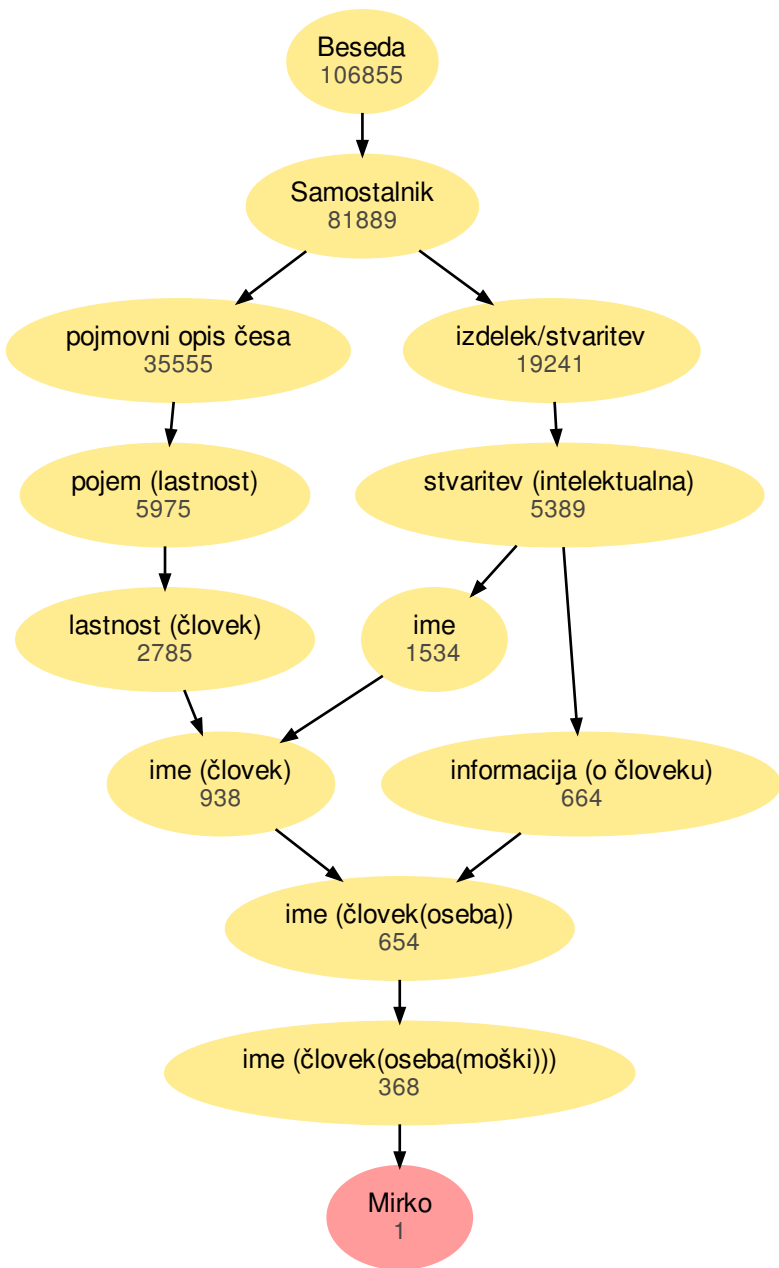 Beseda
106855
Samostalnik
81889
pojmovni opis česa
35555
izdelek/stvaritev
19241
pojem (lastnost)
5975
stvaritev (intelektualna)
5389
lastnost (človek)
2785
ime
1534
ime (človek)
938
informacija (o človeku)
664
ime (človek(oseba))
654
ime (človek(oseba(moški)))
368
Mirko
1